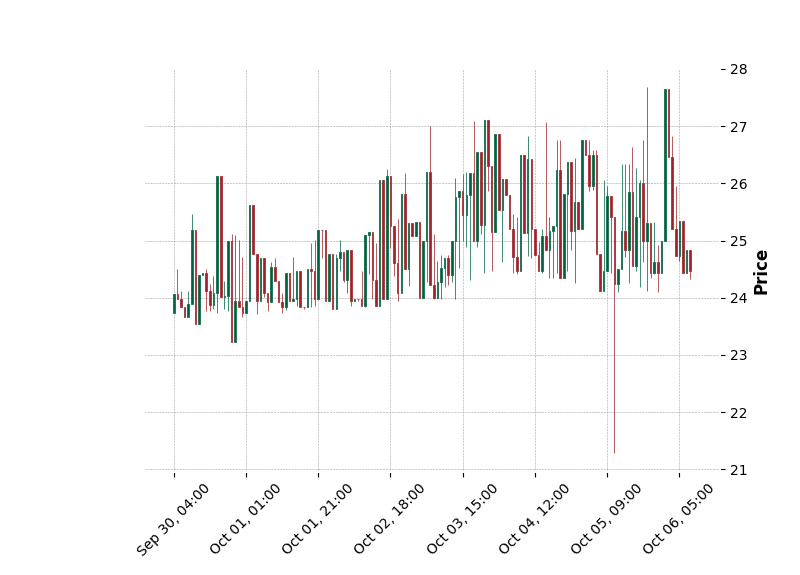 28
27
26
25
24
23
22
21
Price
Sep 30, 04:00
Oct 01, 01:00
Oct 01, 21:00
Oct 02, 18:00
Oct 03, 15:00
Oct 04, 12:00
Oct 05, 09:00
Oct 06, 05:00